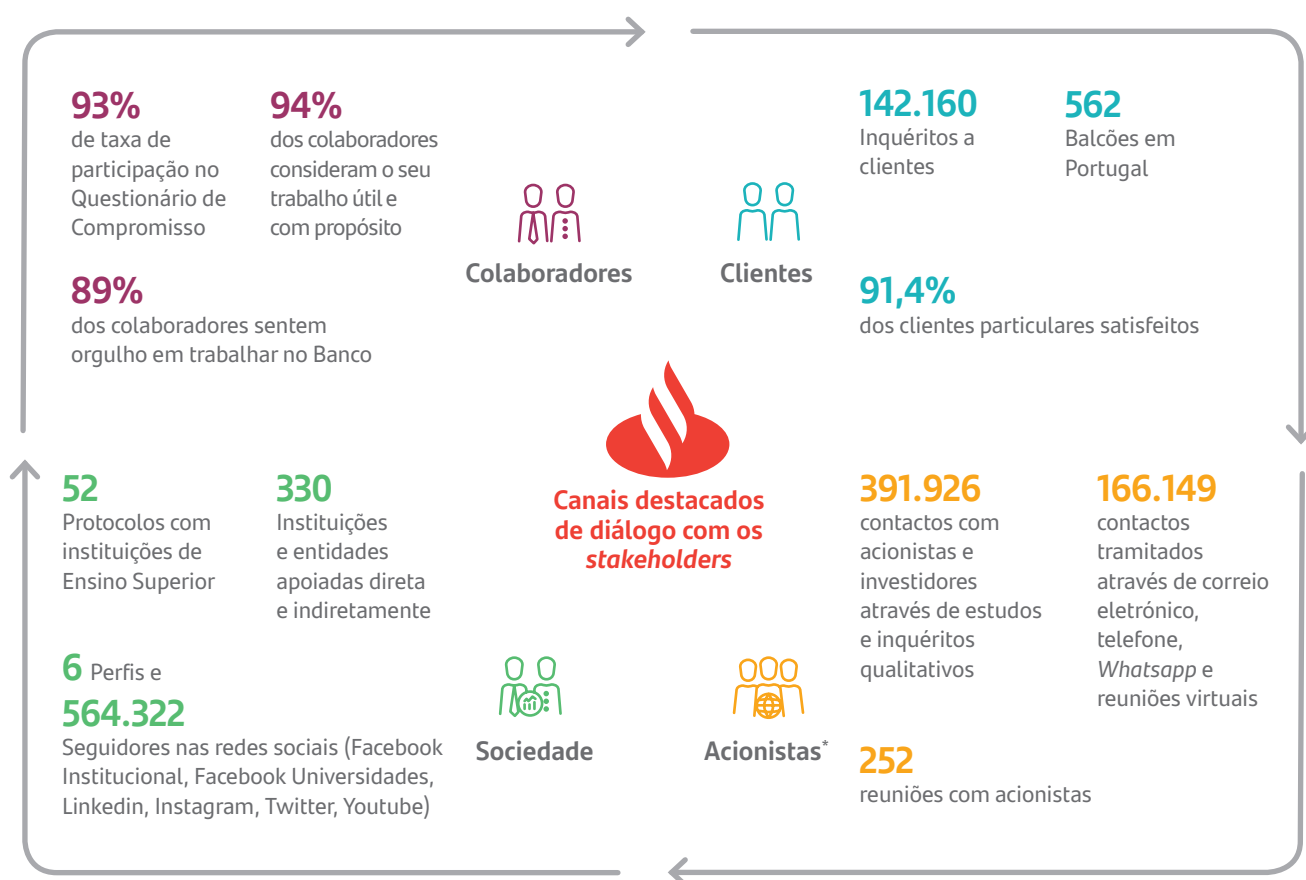 93%
de taxa de
participação no
Questionário de
Compromisso
94%
dos colaboradores
consideram o seu
trabalho útil e
com propósito
89%
dos colaboradores sentem
orgulho em trabalhar no Banco
Colaboradores
Clientes
142.160
Inquéritos a
clientes
562
Balcões em
Portugal
91,4%
dos clientes particulares satisfeitos
Canais destacados
de diálogo com os
stakeholders
52
Protocolos com
instituições de
Ensino Superior
330
Instituições
e entidades
apoiadas direta
e indiretamente
6 Perfis e
564.322
Seguidores nas redes sociais (Facebook
Institucional, Facebook Universidades,
Linkedin, Instagram, Twitter, Youtube)
Sociedade
Acionistas*
391.926
contactos com
acionistas e
investidores
através de estudos
e inquéritos
qualitativos
166.149
contactos
tramitados
através de correio
eletrónico,
telefone,
Whatsapp e
reuniões virtuais
252
reuniões com acionistas